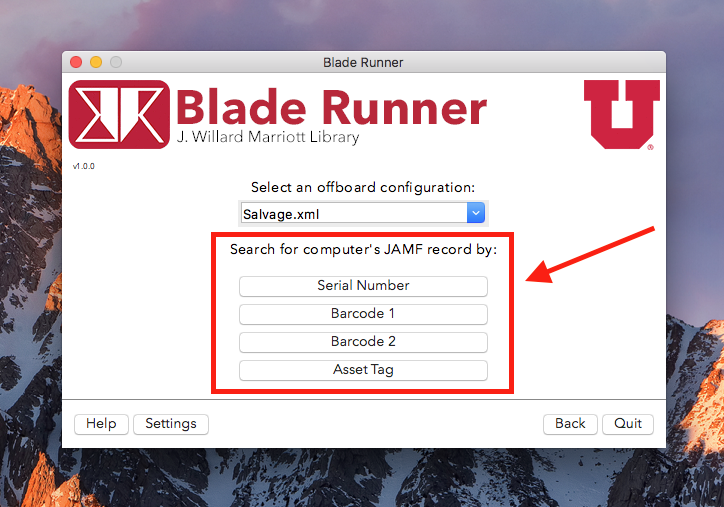 Blade Runner
Blade Runner
J. Willard Marriott Library
U
®
v1.0.0
Select an offboard configuration:
Salvage.xml
Search for computer's JAMF record by:
Serial Number
Barcode 1
Barcode 2
Asset Tag
Help Settings Back Quit